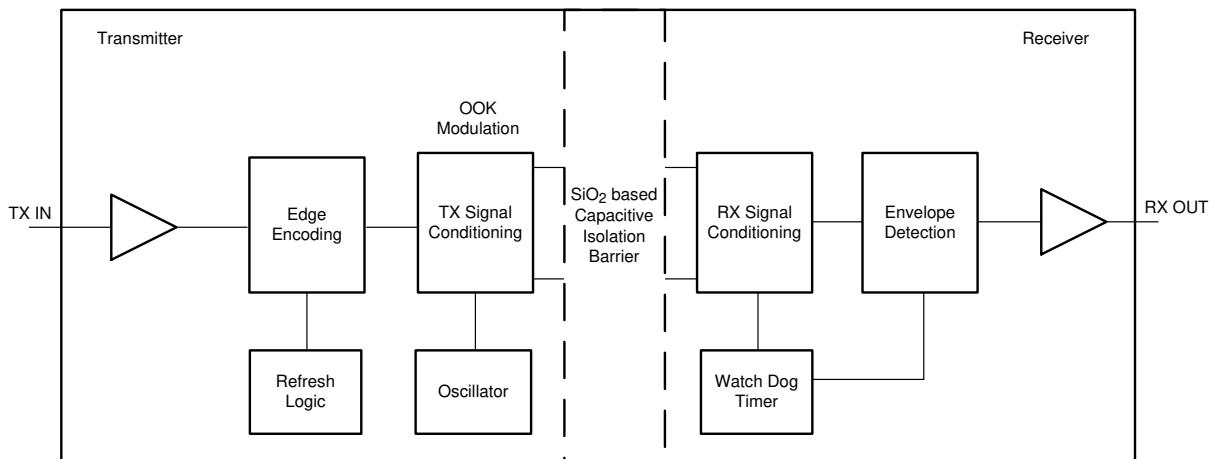 Transmitter
Receiver
OOK
Modulation
TX IN
Edge
Encoding
TX Signal
Conditioning
SiO₂ based
Capacitive
Isolation
Barrier
RX Signal
Conditioning
Envelope
Detection
RX OUT
Refresh
Logic
Oscillator
Watch Dog
Timer